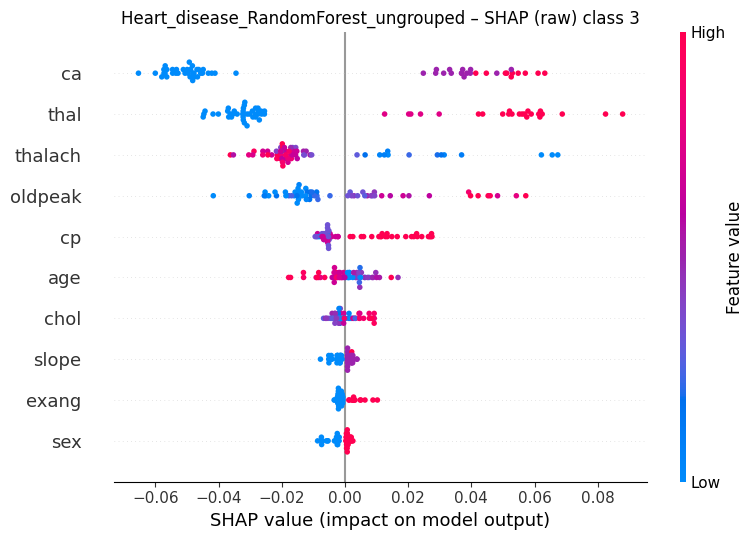 Heart_disease_RandomForest_ungrouped – SHAP (raw) class 3
High
ca
thal
thalach
oldpeak
cp
age
chol
slope
exang
sex
Feature value
Low
−0.06 −0.04 −0.02 0.00 0.02 0.04 0.06 0.08
SHAP value (impact on model output)